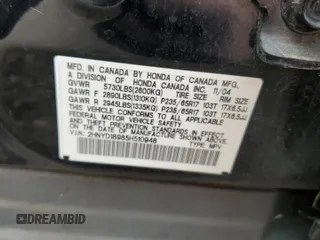 MFD. IN CANADA BY HONDA OF CANADA MFG.
A DIVISION OF HONDA CANADA INC. 11/04
GVWR 5730LBS(2600KG) TIRE SIZE RIM SIZE
GAWR F 2890LBS(1310KG) P235/65R17 103T 17X6.5JJ
GAWR R 2945LBS(1335KG) P235/65R17 103T 17X6.5JJ
THIS VEHICLE CONFORMS TO ALL APPLICABLE
FEDERAL MOTOR VEHICLE SAFETY AND
THEFT PREVENTION STANDARDS IN EFFECT ON
THE DATE OF MANUFACTURE SHOWN ABOVE.
V.I.N.: 2HNYD18985H510948
TYPE: MPV
DREAMBID